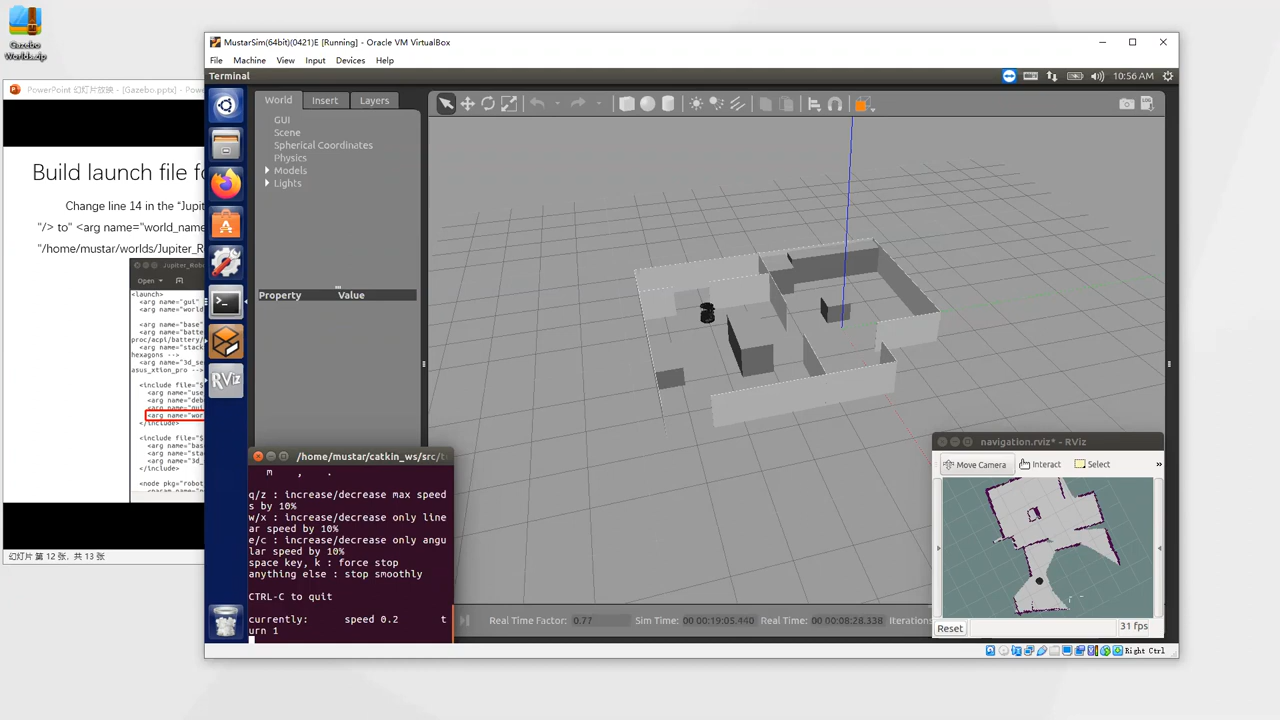 Gazebo
Worlds.zip
PowerPoint 幻灯片放映 - [Gazebo.pptx] - Po
Build launch file fo
Change line 14 in the "Jupit
"/> to" <arg name="world_name
"/home/mustar/worlds/Jupiter_R
Jupiter_Robo
Open
<launch>
<arg name="gui"
<arg name="world
<arg name="base"
<arg name="batter
proc/acpi/battery/
<arg name="stack
hexagons -->
<arg name="3d_se
asus_xtion_pro -->
<include file="$
<arg name="use
<arg name="deb
<arg name="gui
<arg name="wor
</include>
<include file="$
<arg name="bas
<arg name="sta
<arg name="3d_
</include>
<node pkg="robot
<param name="
幻灯片 第 12 张，共 13 张
MustarSim(64bit)(0421)E [Running] - Oracle VM VirtualBox
File Machine View Input Devices Help
Terminal
10:56 AM
World Insert Layers
GUI
Scene
Spherical Coordinates
Physics
Models
Lights
Property Value
/home/mustar/catkin_ws/src/t
m , .
q/z : increase/decrease max speed
s by 10%
w/x : increase/decrease only line
ar speed by 10%
e/c : increase/decrease only angu
lar speed by 10%
space key, k : force stop
anything else : stop smoothly
CTRL-C to quit
currently: speed 0.2 t
urn 1
Real Time Factor: 0.77 Sim Time: 00 00:19:05.440 Real Time: 00 00:08:28.338 Iterations
navigation.rviz* - RViz
Move Camera Interact Select »
Reset
31 fps
RViz
Right Ctrl